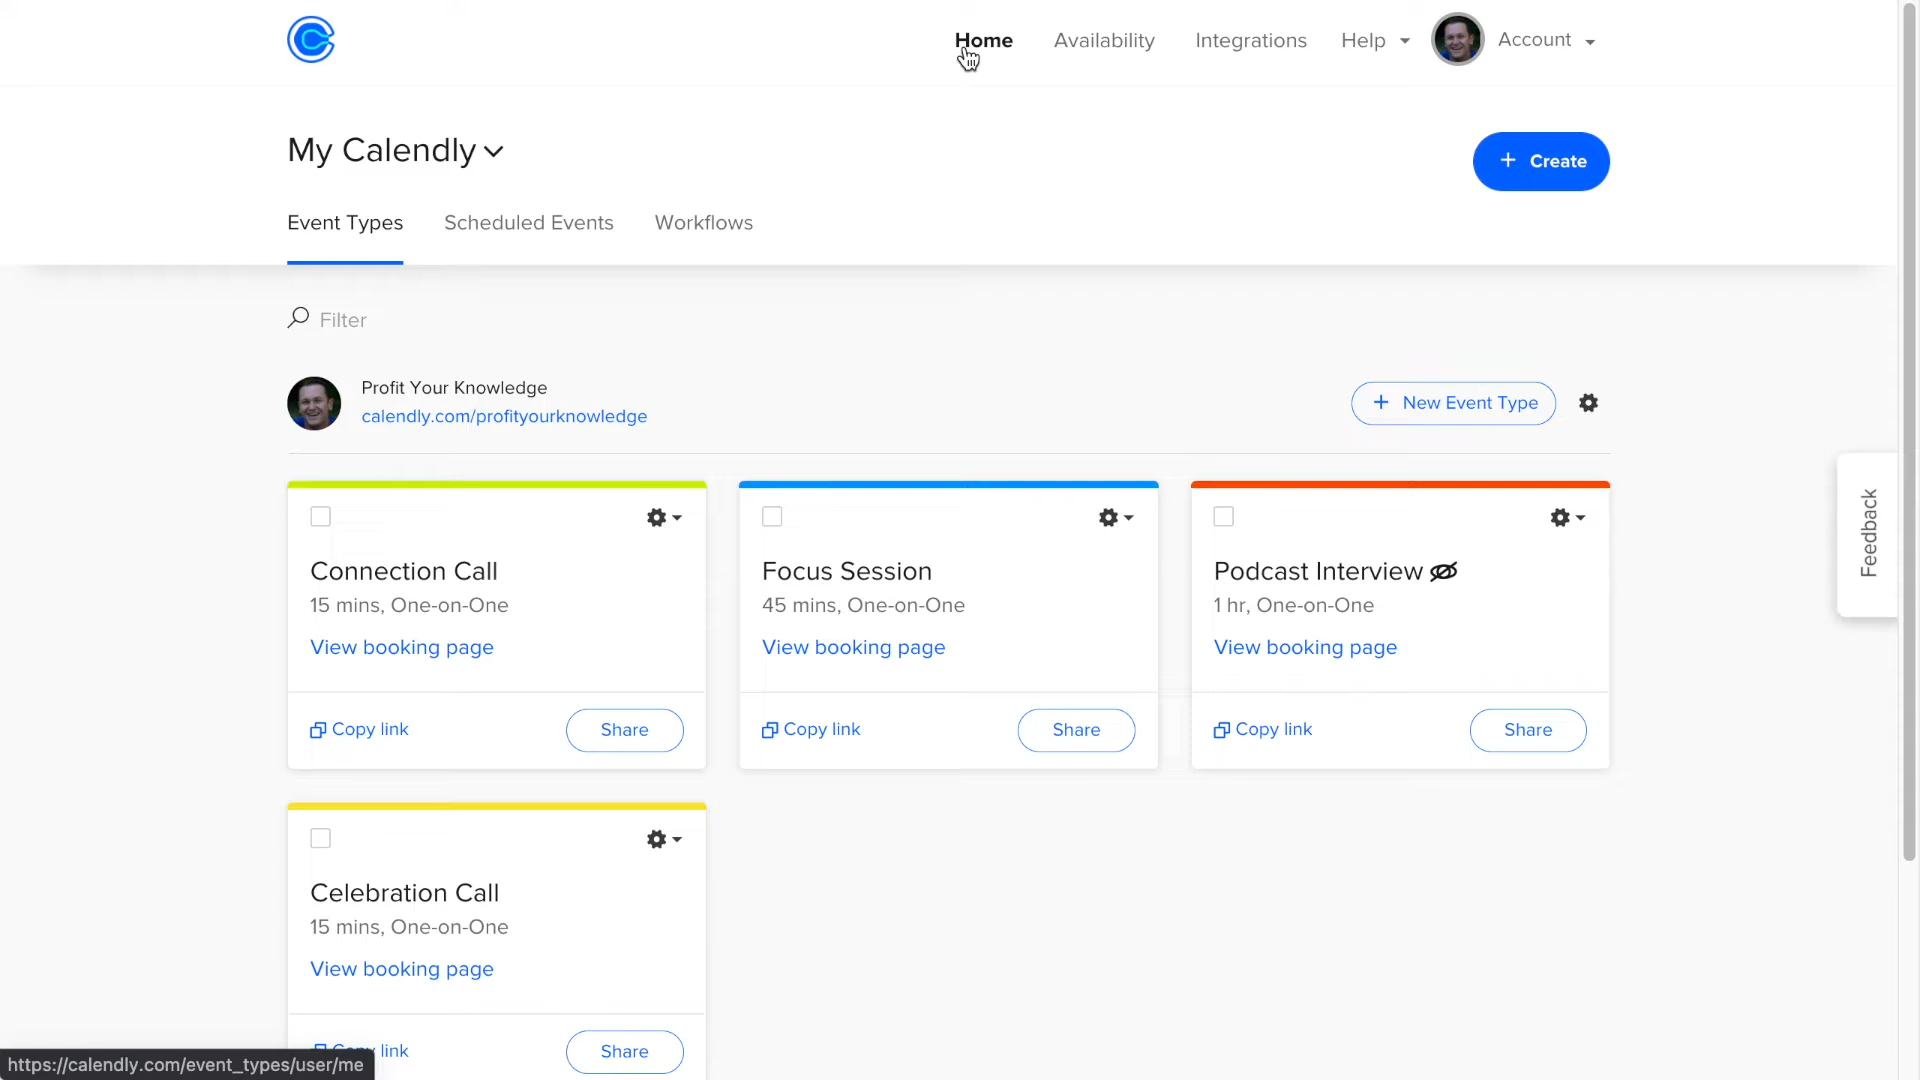 Home Availability Integrations Help Account
My Calendly
+ Create
Event Types Scheduled Events Workflows
Filter
Profit Your Knowledge
calendly.com/profityourknowledge
+ New Event Type
Feedback
Connection Call
15 mins, One-on-One
View booking page
Copy link Share
Focus Session
45 mins, One-on-One
View booking page
Copy link Share
Podcast Interview
1 hr, One-on-One
View booking page
Copy link Share
Celebration Call
15 mins, One-on-One
View booking page
Copy link Share
https://calendly.com/event_types/user/me